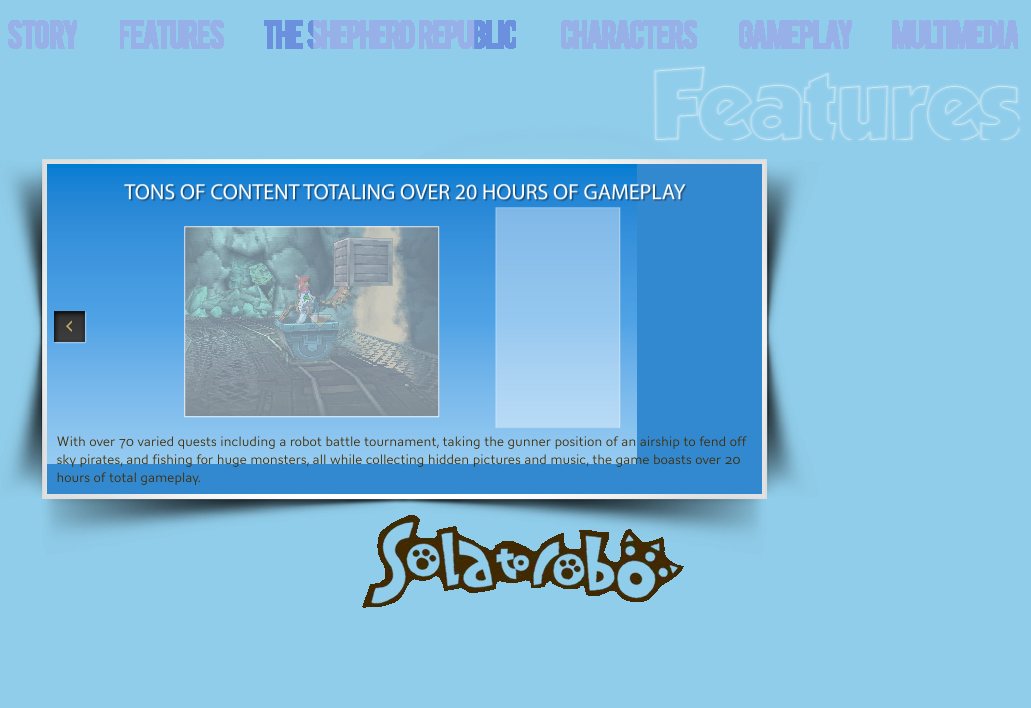 STORY
FEATURES
THE SHEPHERD REPUBLIC
CHARACTERS
GAMEPLAY
MULTIMEDIA
Features
TONS OF CONTENT TOTALING OVER 20 HOURS OF GAMEPLAY
With over 70 varied quests including a robot battle tournament, taking the gunner position of an airship to fend off
sky pirates, and fishing for huge monsters, all while collecting hidden pictures and music, the game boasts over 20
hours of total gameplay.
Solatorobo